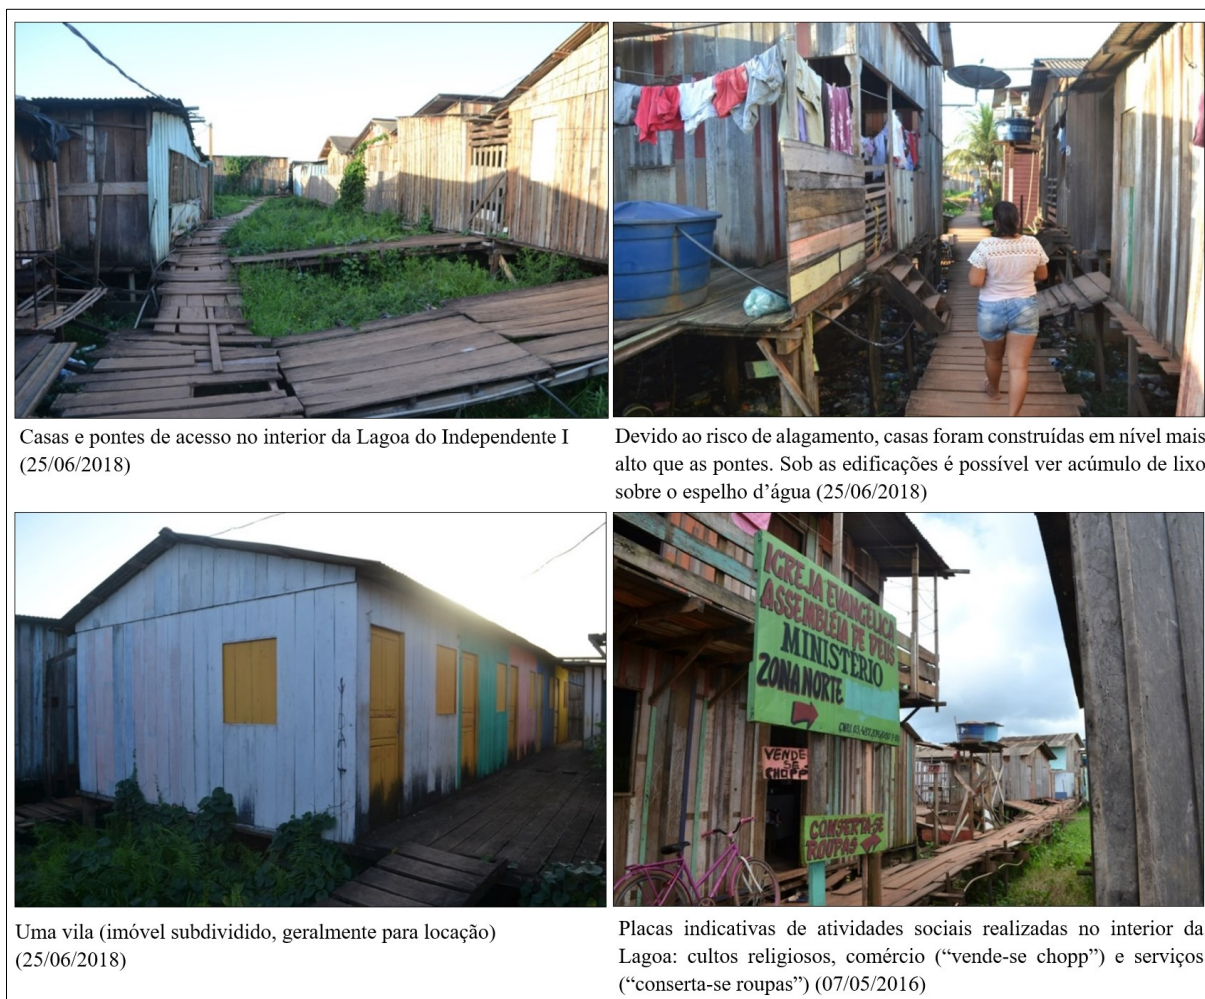 Casas e pontes de acesso no interior da Lagoa do Independente I
(25/06/2018)
Devido ao risco de alagamento, casas foram construídas em nível mais
alto que as pontes. Sob as edificações é possível ver acúmulo de lixo
sobre o espelho d’água (25/06/2018)
IGREJA EVANGÉLICA
ASSEMBLÉIA DE DEUS
MINISTÉRIO
ZONA NORTE
VENDE
SE
CHOPP
CONSERTA-SE
ROUPAS
Uma vila (imóvel subdividido, geralmente para locação)
(25/06/2018)
Placas indicativas de atividades sociais realizadas no interior da
Lagoa: cultos religiosos, comércio (“vende-se chopp”) e serviços
(“conserta-se roupas”) (07/05/2016)